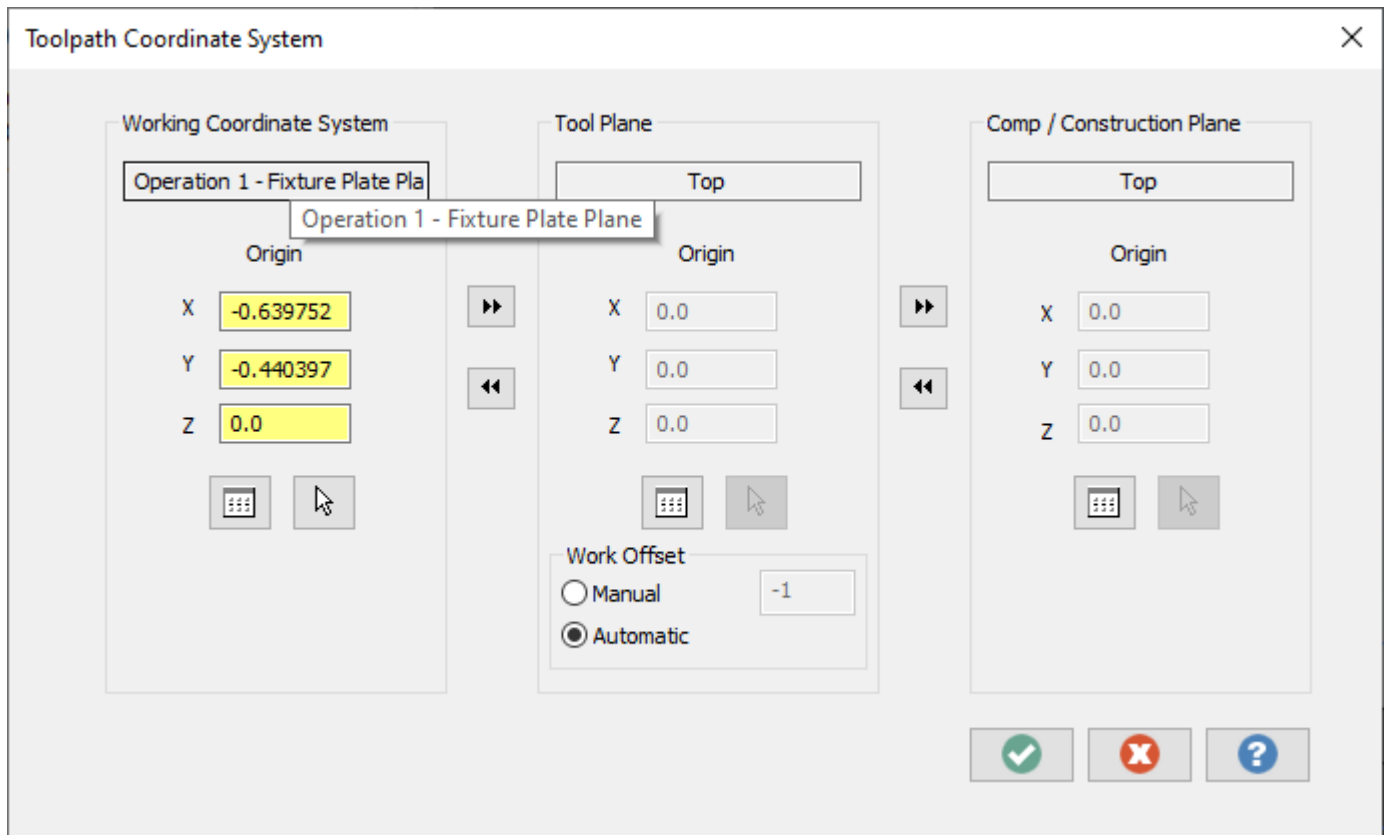 Toolpath Coordinate System
Working Coordinate System
Operation 1 - Fixture Plate Pla
Operation 1 - Fixture Plate Plane
Origin
X -0.639752
Y -0.440397
Z 0.0
Tool Plane
Top
Origin
X 0.0
Y 0.0
Z 0.0
Work Offset
Manual -1
Automatic
Comp / Construction Plane
Top
Origin
X 0.0
Y 0.0
Z 0.0